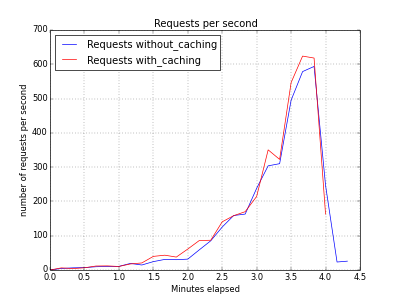 Requests per second
700
600
500
400
300
200
100
0
number of requests per second
Requests without_caching
Requests with_caching
0.0 0.5 1.0 1.5 2.0 2.5 3.0 3.5 4.0 4.5
Minutes elapsed